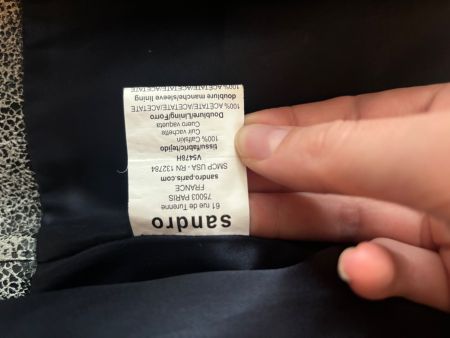 sandro
61 rue de Turenne
75003 PARIS
FRANCE
sandro-paris.com
SMCP USA - RN 132784
V5478H
tissu/fabric/tejido
100% Calfskin
Cuir vachette
Cuero vaqueta
Doublure/Lining/Forro
100% ACETATE/ACETATE/ACETATE
doublure manche/sleeve lining
100% ACETATE/ACETATE/ACETATE